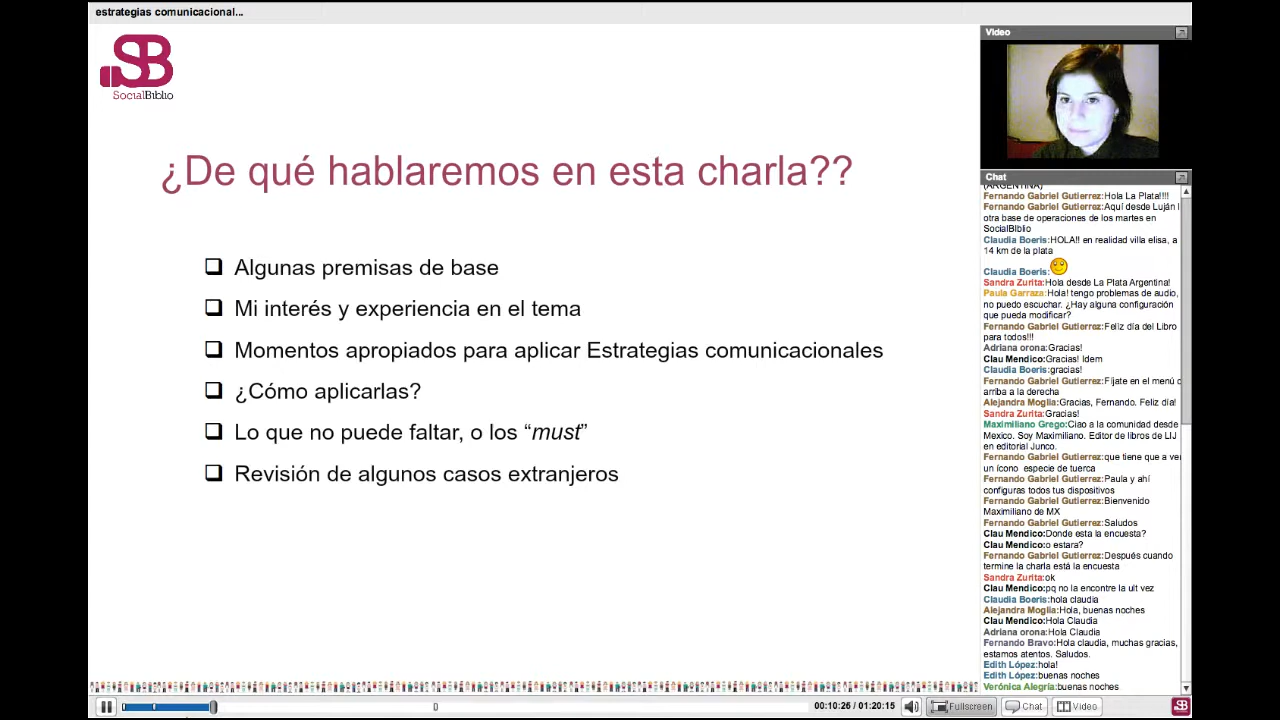 estrategias comunicacional...
SB
SocialBiblio
¿De qué hablaremos en esta charla??
Algunas premisas de base
Mi interés y experiencia en el tema
Momentos apropiados para aplicar Estrategias comunicacionales
¿Cómo aplicarlas?
Lo que no puede faltar, o los “must”
Revisión de algunos casos extranjeros
Video
Chat
(ARGENTINA)
Fernando Gabriel Gutierrez:Hola La Plata!!!!
Fernando Gabriel Gutierrez:Aquí desde Luján l
otra base de operaciones de los martes en
SocialBIblio
Claudia Boeris:HOLA!! en realidad villa elisa, a
14 km de la plata
Claudia Boeris:
Sandra Zurita:Hola desde La Plata Argentina!
Paula Garraza:Hola! tengo problemas de audio,
no puedo escuchar. ¿Hay alguna configuración
que pueda modificar?
Fernando Gabriel Gutierrez:Feliz día del Libro
para todos!!!
Adriana orona:Gracias!
Clau Mendico:Gracias! Idem
Claudia Boeris:gracias!
Fernando Gabriel Gutierrez:Fíjate en el menú d
arriba a la derecha
Alejandra Moglia:Gracias, Fernando. Feliz día!
Sandra Zurita:Gracias!
Maximiliano Grego:Ciao a la comunidad desde
Mexico. Soy Maximiliano. Editor de libros de LIJ
en editorial Junco.
Fernando Gabriel Gutierrez:que tiene que a ver
un ícono especie de tuerca
Fernando Gabriel Gutierrez:Paula y ahí
configuras todos tus dispositivos
Fernando Gabriel Gutierrez:Bienvenido
Maximiliano de MX
Fernando Gabriel Gutierrez:Saludos
Clau Mendico:Donde esta la encuesta?
Clau Mendico:o estara?
Fernando Gabriel Gutierrez:Después cuando
termine la charla está la encuesta
Sandra Zurita:ok
Clau Mendico:pq no la encontre la ult vez
Claudia Boeris:hola claudia
Alejandra Moglia:Hola, buenas noches
Clau Mendico:Hola Claudia
Adriana orona:Hola Claudia
Fernando Bravo:Hola claudia, muchas gracias,
estamos atentos. Saludos.
Edith López:hola!
Edith López:buenas noches
Verónica Alegría:buenas noches
00:10:26 / 01:20:15
Fullscreen
Chat
Video
SB